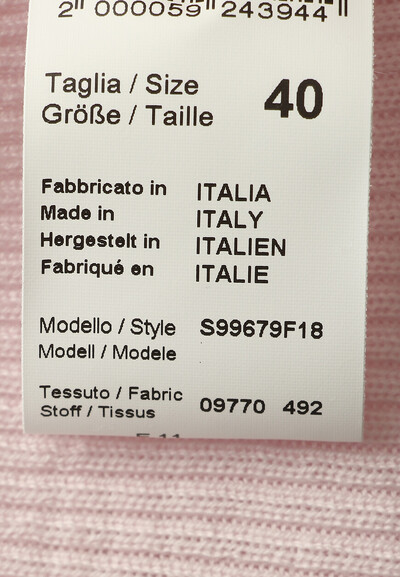 2 000059 243944
Taglia / Size
Größe / Taille
40
Fabbricato in ITALIA
Made in ITALY
Hergestelt in ITALIEN
Fabriqué en ITALIE
Modello / Style S99679F18
Modell / Modele
Tessuto / Fabric
Stoff / Tissus
09770 492